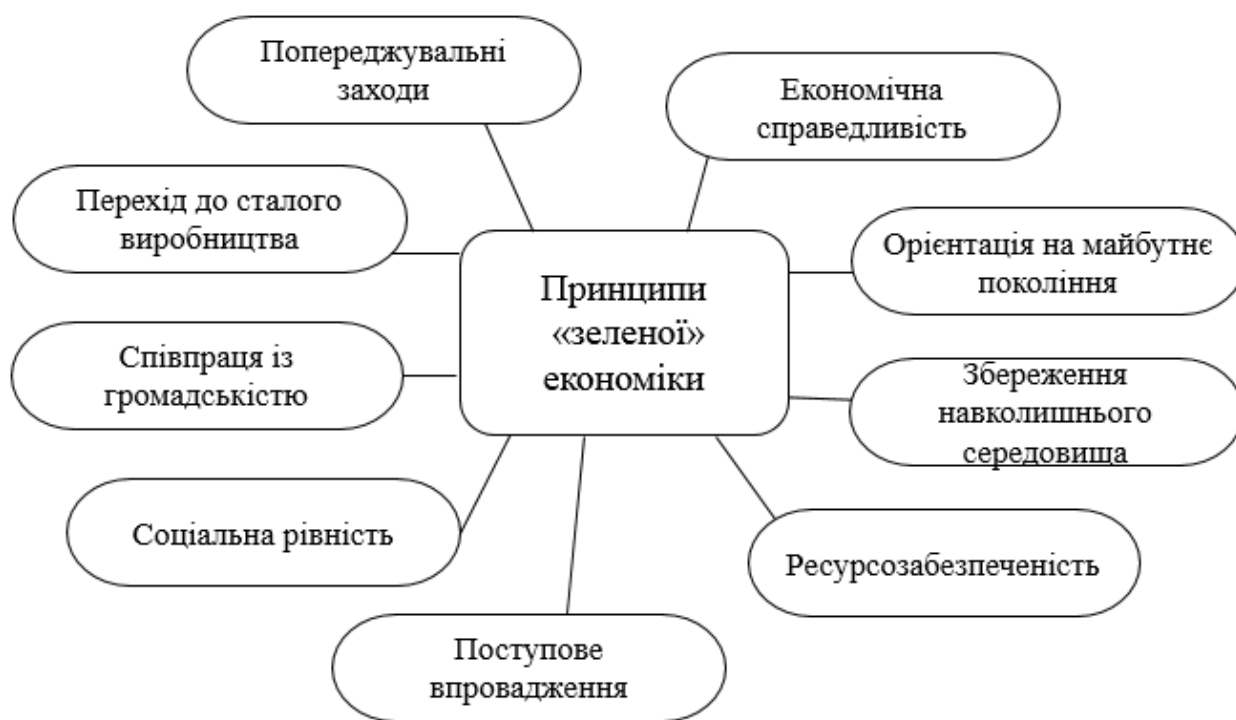 Попереджувальні
заходи
Економічна
справедливість
Перехід до сталого
виробництва
Орієнтація на майбутнє
покоління
Принципи
«зеленої»
економіки
Співпраця із
громадськістю
Збереження
навколишнього
середовища
Соціальна рівність
Ресурсозабезпеченість
Поступове
впровадження